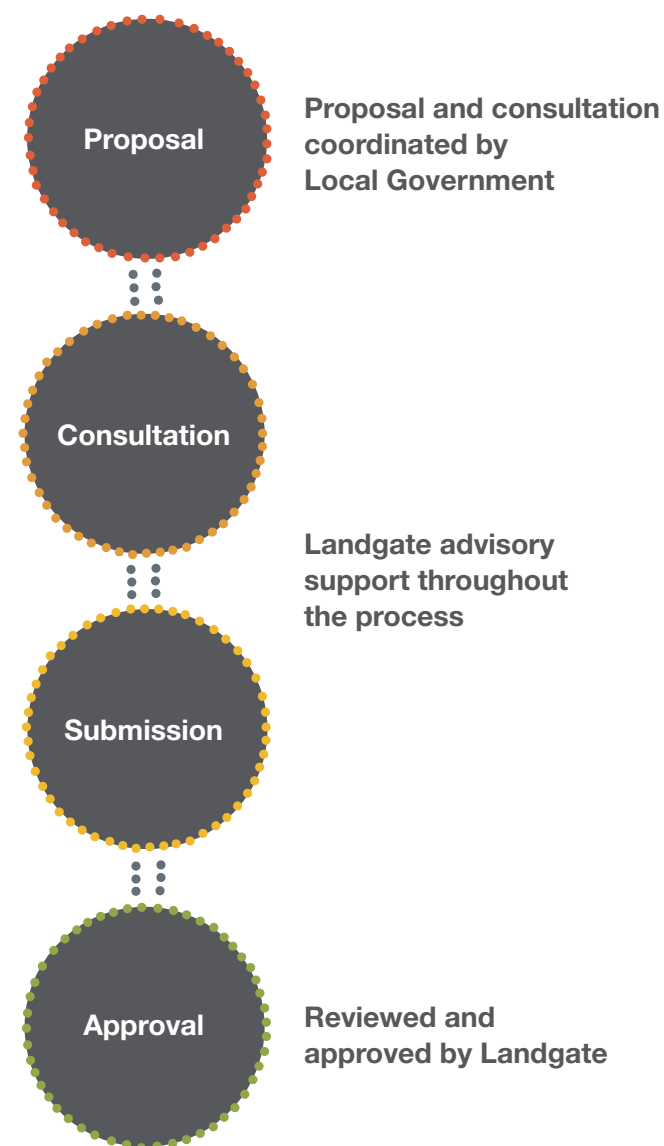 Proposal
Proposal and consultation
coordinated by
Local Government
Consultation
Landgate advisory
support throughout
the process
Submission
Approval
Reviewed and
approved by Landgate